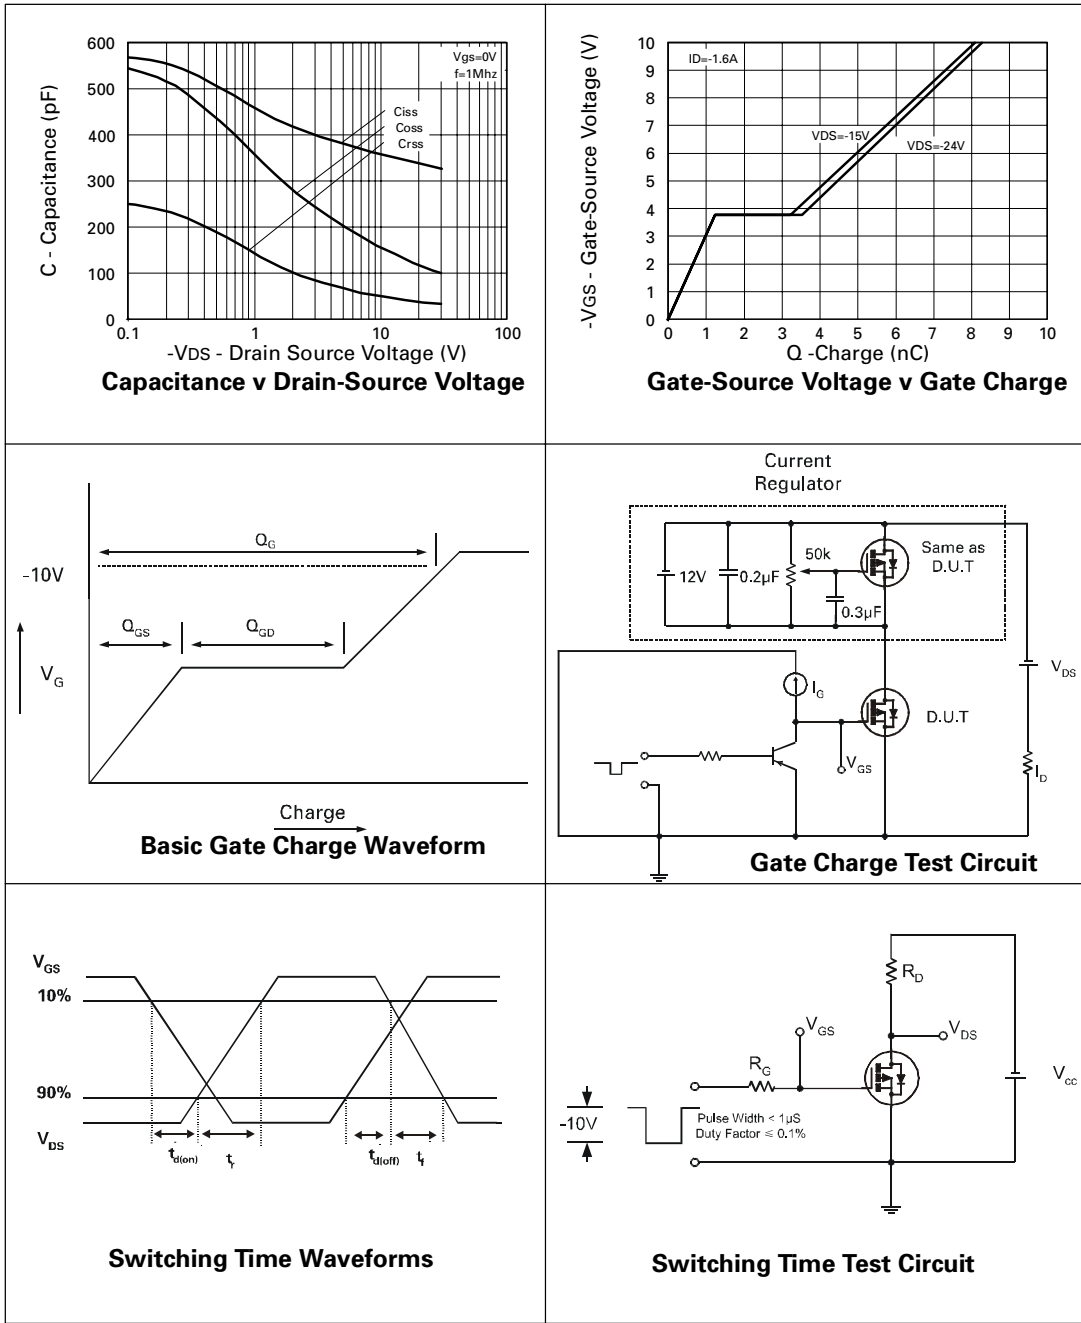 600
500
400
300
200
100
0
C - Capacitance (pF)
Vgs=0V
f=1Mhz
Ciss
Coss
Crss
0.1
1
10
100
-VDS - Drain Source Voltage (V)
Capacitance v Drain-Source Voltage
10
9
8
7
6
5
4
3
2
1
0
-VGS - Gate-Source Voltage (V)
ID=-1.6A
VDS=-15V
VDS=-24V
0
1
2
3
4
5
6
7
8
9
10
Q -Charge (nC)
Gate-Source Voltage v Gate Charge
QG
-10V
QGS
QGD
VG
Charge
Basic Gate Charge Waveform
Current
Regulator
12V
0.2µF
50k
0.3µF
Same as
D.U.T
IG
VDS
D.U.T
VGS
ID
Gate Charge Test Circuit
VGS
10%
90%
VDS
td(on)
tr
td(off)
tf
Switching Time Waveforms
RD
VGS
VDS
RG
Vcc
-10V
Pulse Width < 1µS
Duty Factor ≤ 0.1%
Switching Time Test Circuit